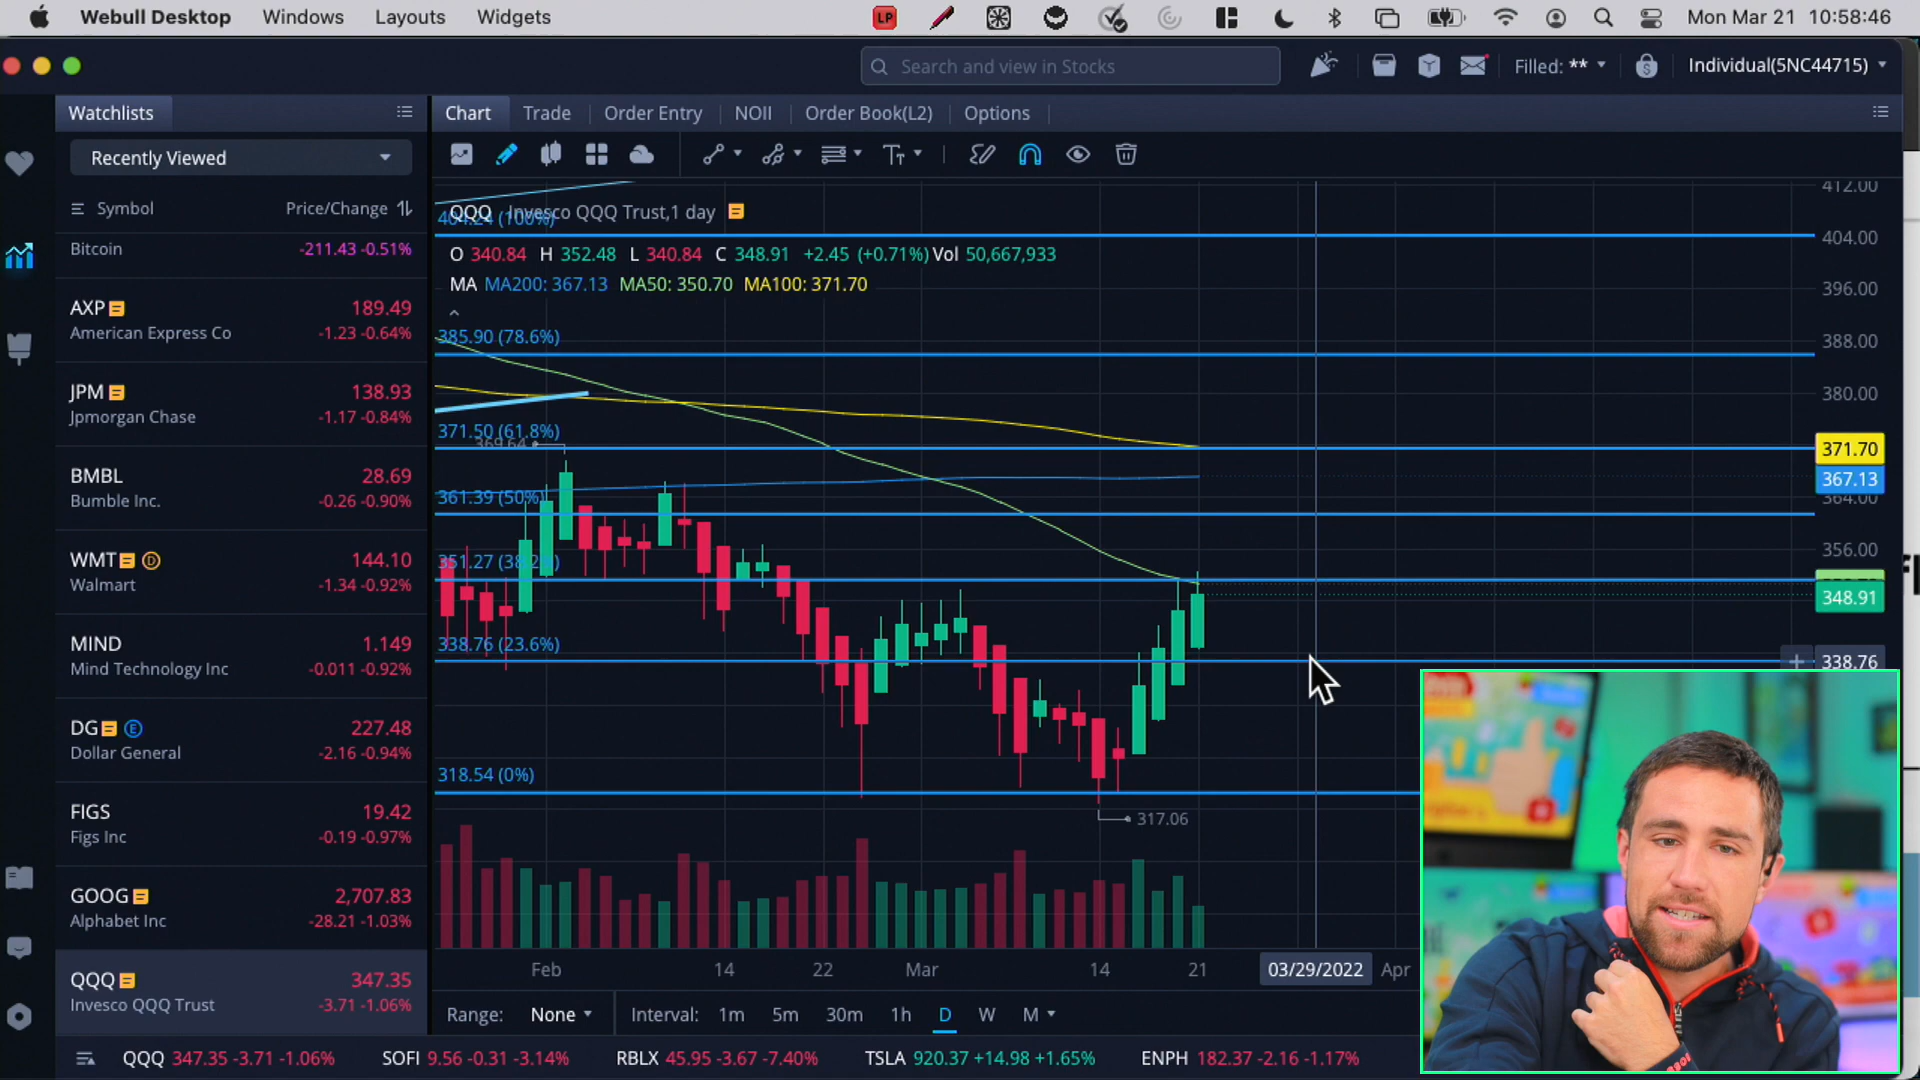 Webull Desktop Windows Layouts Widgets LP Mon Mar 21 10:58:46
Search and view in Stocks Filled: ** Individual(5NC44715)
Watchlists
Recently Viewed
Symbol Price/Change
Bitcoin -211.43 -0.51%
AXP 189.49
American Express Co -1.23 -0.64%
JPM 138.93
Jpmorgan Chase -1.17 -0.84%
BMBL 28.69
Bumble Inc. -0.26 -0.90%
WMT D 144.10
Walmart -1.34 -0.92%
MIND 1.149
Mind Technology Inc -0.011 -0.92%
DG E 227.48
Dollar General -2.16 -0.94%
FIGS 19.42
Figs Inc -0.19 -0.97%
GOOG 2,707.83
Alphabet Inc -28.21 -1.03%
QQQ 347.35
Invesco QQQ Trust -3.71 -1.06%
Chart Trade Order Entry NOII Order Book(L2) Options
QQQ Invesco QQQ Trust,1 day
404.24 (100%)
O 340.84 H 352.48 L 340.84 C 348.91 +2.45 (+0.71%) Vol 50,667,933
MA MA200: 367.13 MA50: 350.70 MA100: 371.70
385.90 (78.6%)
371.50 (61.8%)
369.64
361.39 (50%)
351.27 (38.2%)
338.76 (23.6%)
318.54 (0%)
317.06
412.00
404.00
396.00
388.00
380.00
371.70
367.13
364.00
356.00
348.91
338.76
Feb 14 22 Mar 14 21 03/29/2022 Apr
Range: None Interval: 1m 5m 30m 1h D W M
QQQ 347.35 -3.71 -1.06% SOFI 9.56 -0.31 -3.14% RBLX 45.95 -3.67 -7.40% TSLA 920.37 +14.98 +1.65% ENPH 182.37 -2.16 -1.17%